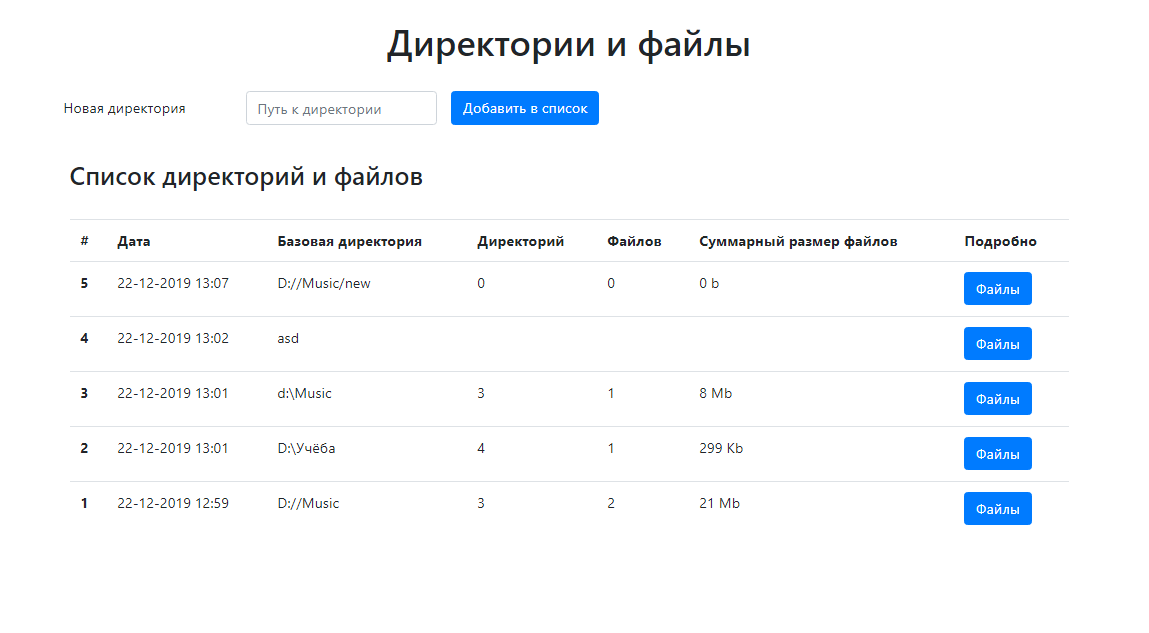 Директории и файлы
Новая директория Путь к директории Добавить в список
Список директорий и файлов
# Дата Базовая директория Директорий Файлов Суммарный размер файлов Подробно
5 22-12-2019 13:07 D://Music/new 0 0 0 b Файлы
4 22-12-2019 13:02 asd Файлы
3 22-12-2019 13:01 d:\Music 3 1 8 Mb Файлы
2 22-12-2019 13:01 D:\Учёба 4 1 299 Kb Файлы
1 22-12-2019 12:59 D://Music 3 2 21 Mb Файлы